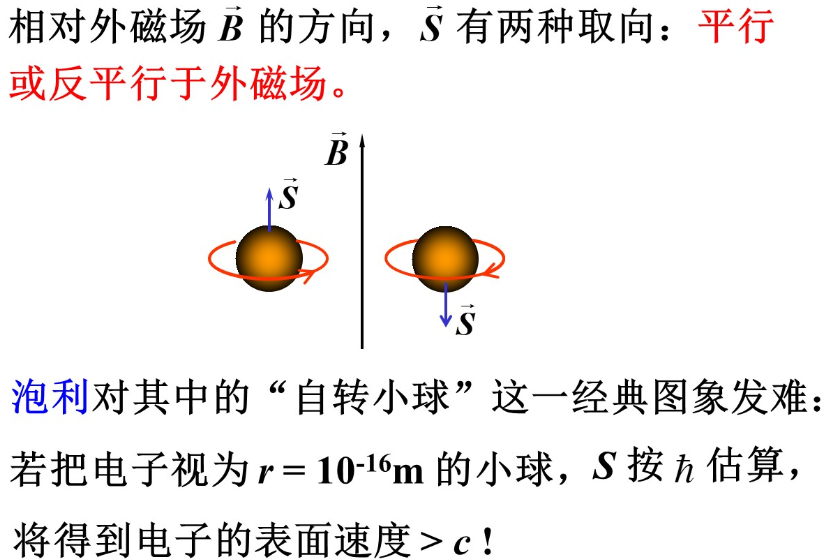 相对外磁场 B⃗ 的方向，S⃗ 有两种取向：平行
或反平行于外磁场。
B⃗
S⃗
S⃗
泡利对其中的“自转小球”这一经典图象发难：
若把电子视为 r = 10⁻¹⁶m 的小球，S 按 ℏ 估算，
将得到电子的表面速度 > c！